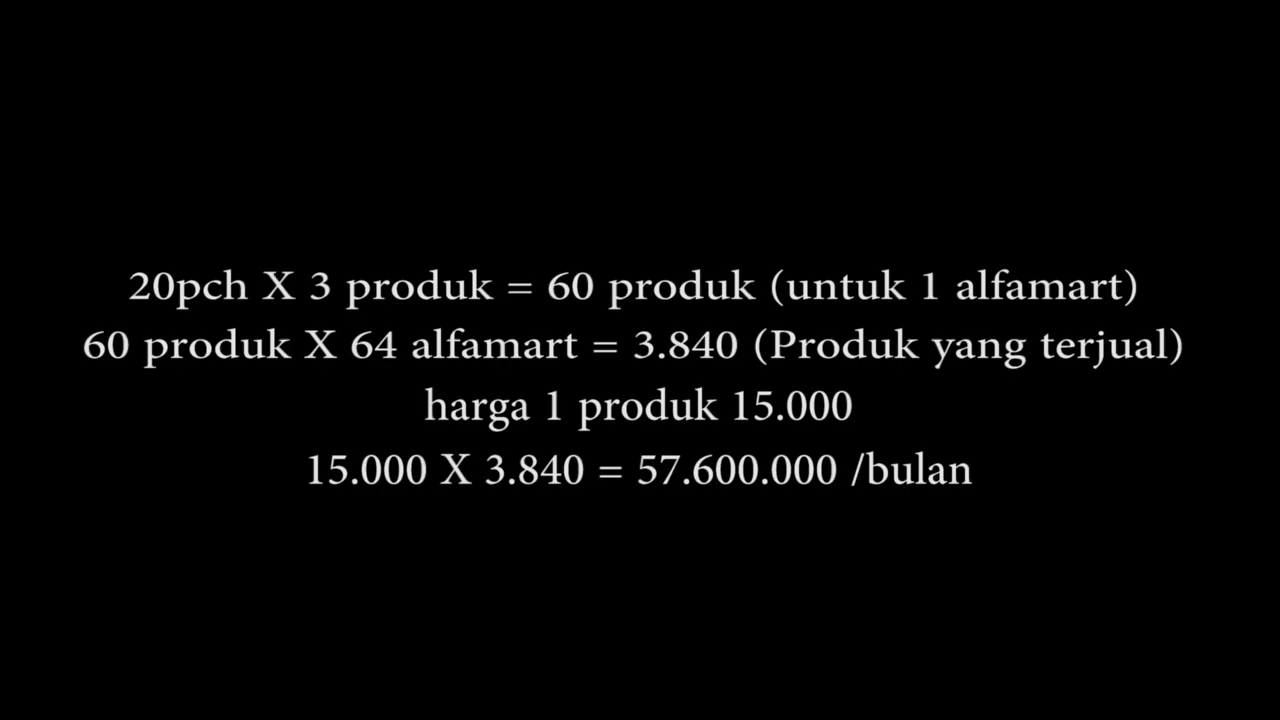 20pch X 3 produk = 60 produk (untuk 1 alfamart)
60 produk X 64 alfamart = 3.840 (Produk yang terjual)
harga 1 produk 15.000
15.000 X 3.840 = 57.600.000 /bulan